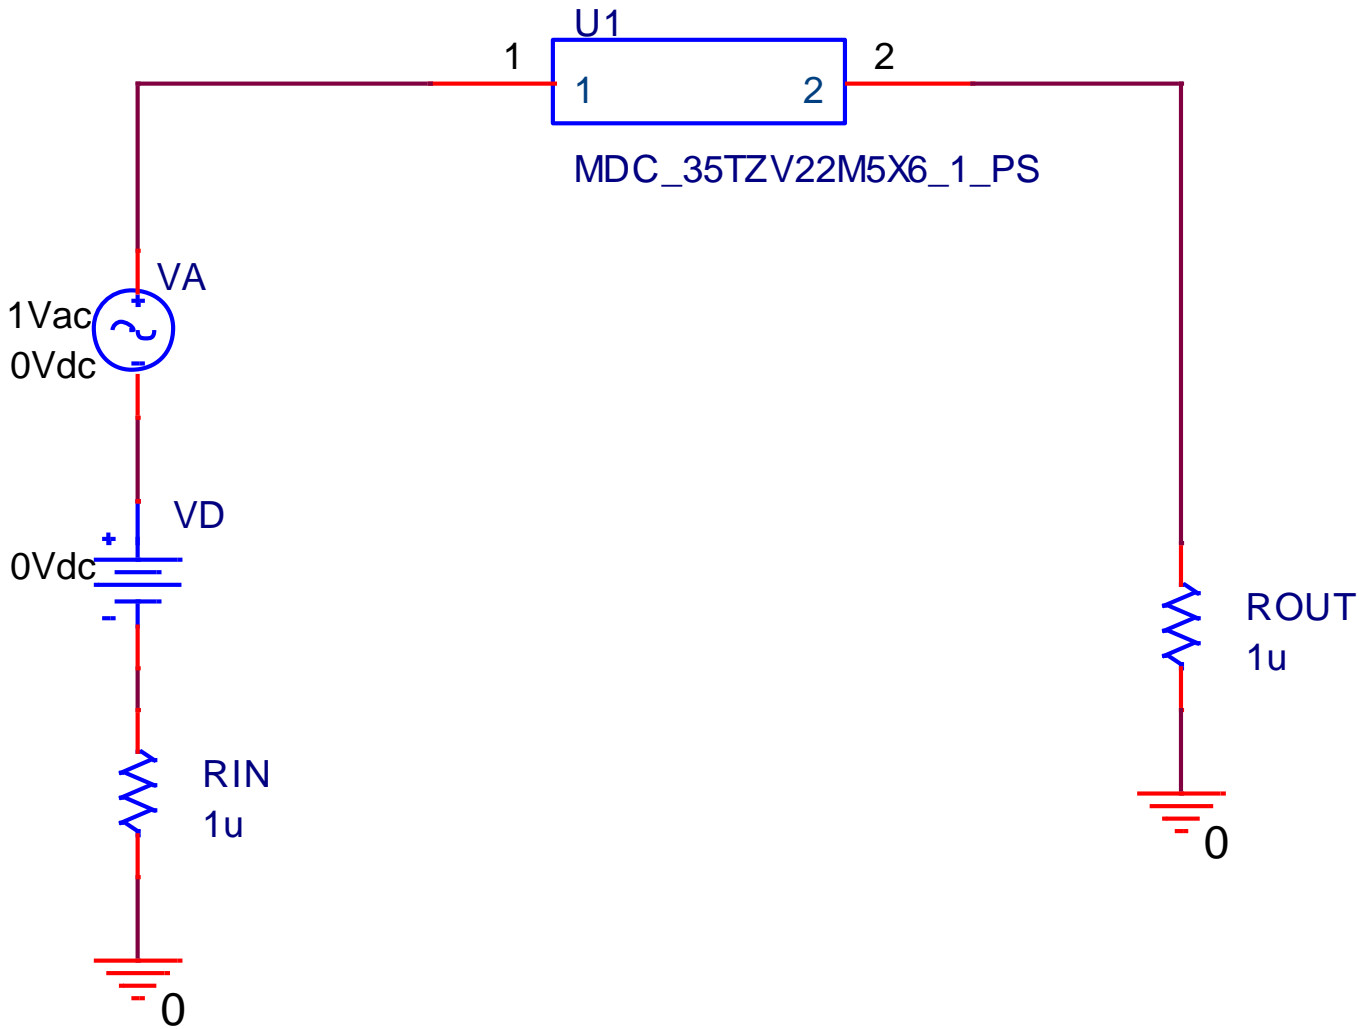 U1
1
2
1
2
MDC_35TZV22M5X6_1_PS
VA
1Vac
0Vdc
VD
0Vdc
ROUT
1u
RIN
1u
0
0